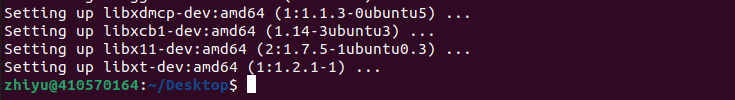 Setting up libxdmcp-dev:amd64 (1:1.1.3-0ubuntu5) ...
Setting up libxcb1-dev:amd64 (1.14-3ubuntu3) ...
Setting up libx11-dev:amd64 (2:1.7.5-1ubuntu0.3) ...
Setting up libxt-dev:amd64 (1:1.2.1-1) ...
zhiyu@410570164:~/Desktop$